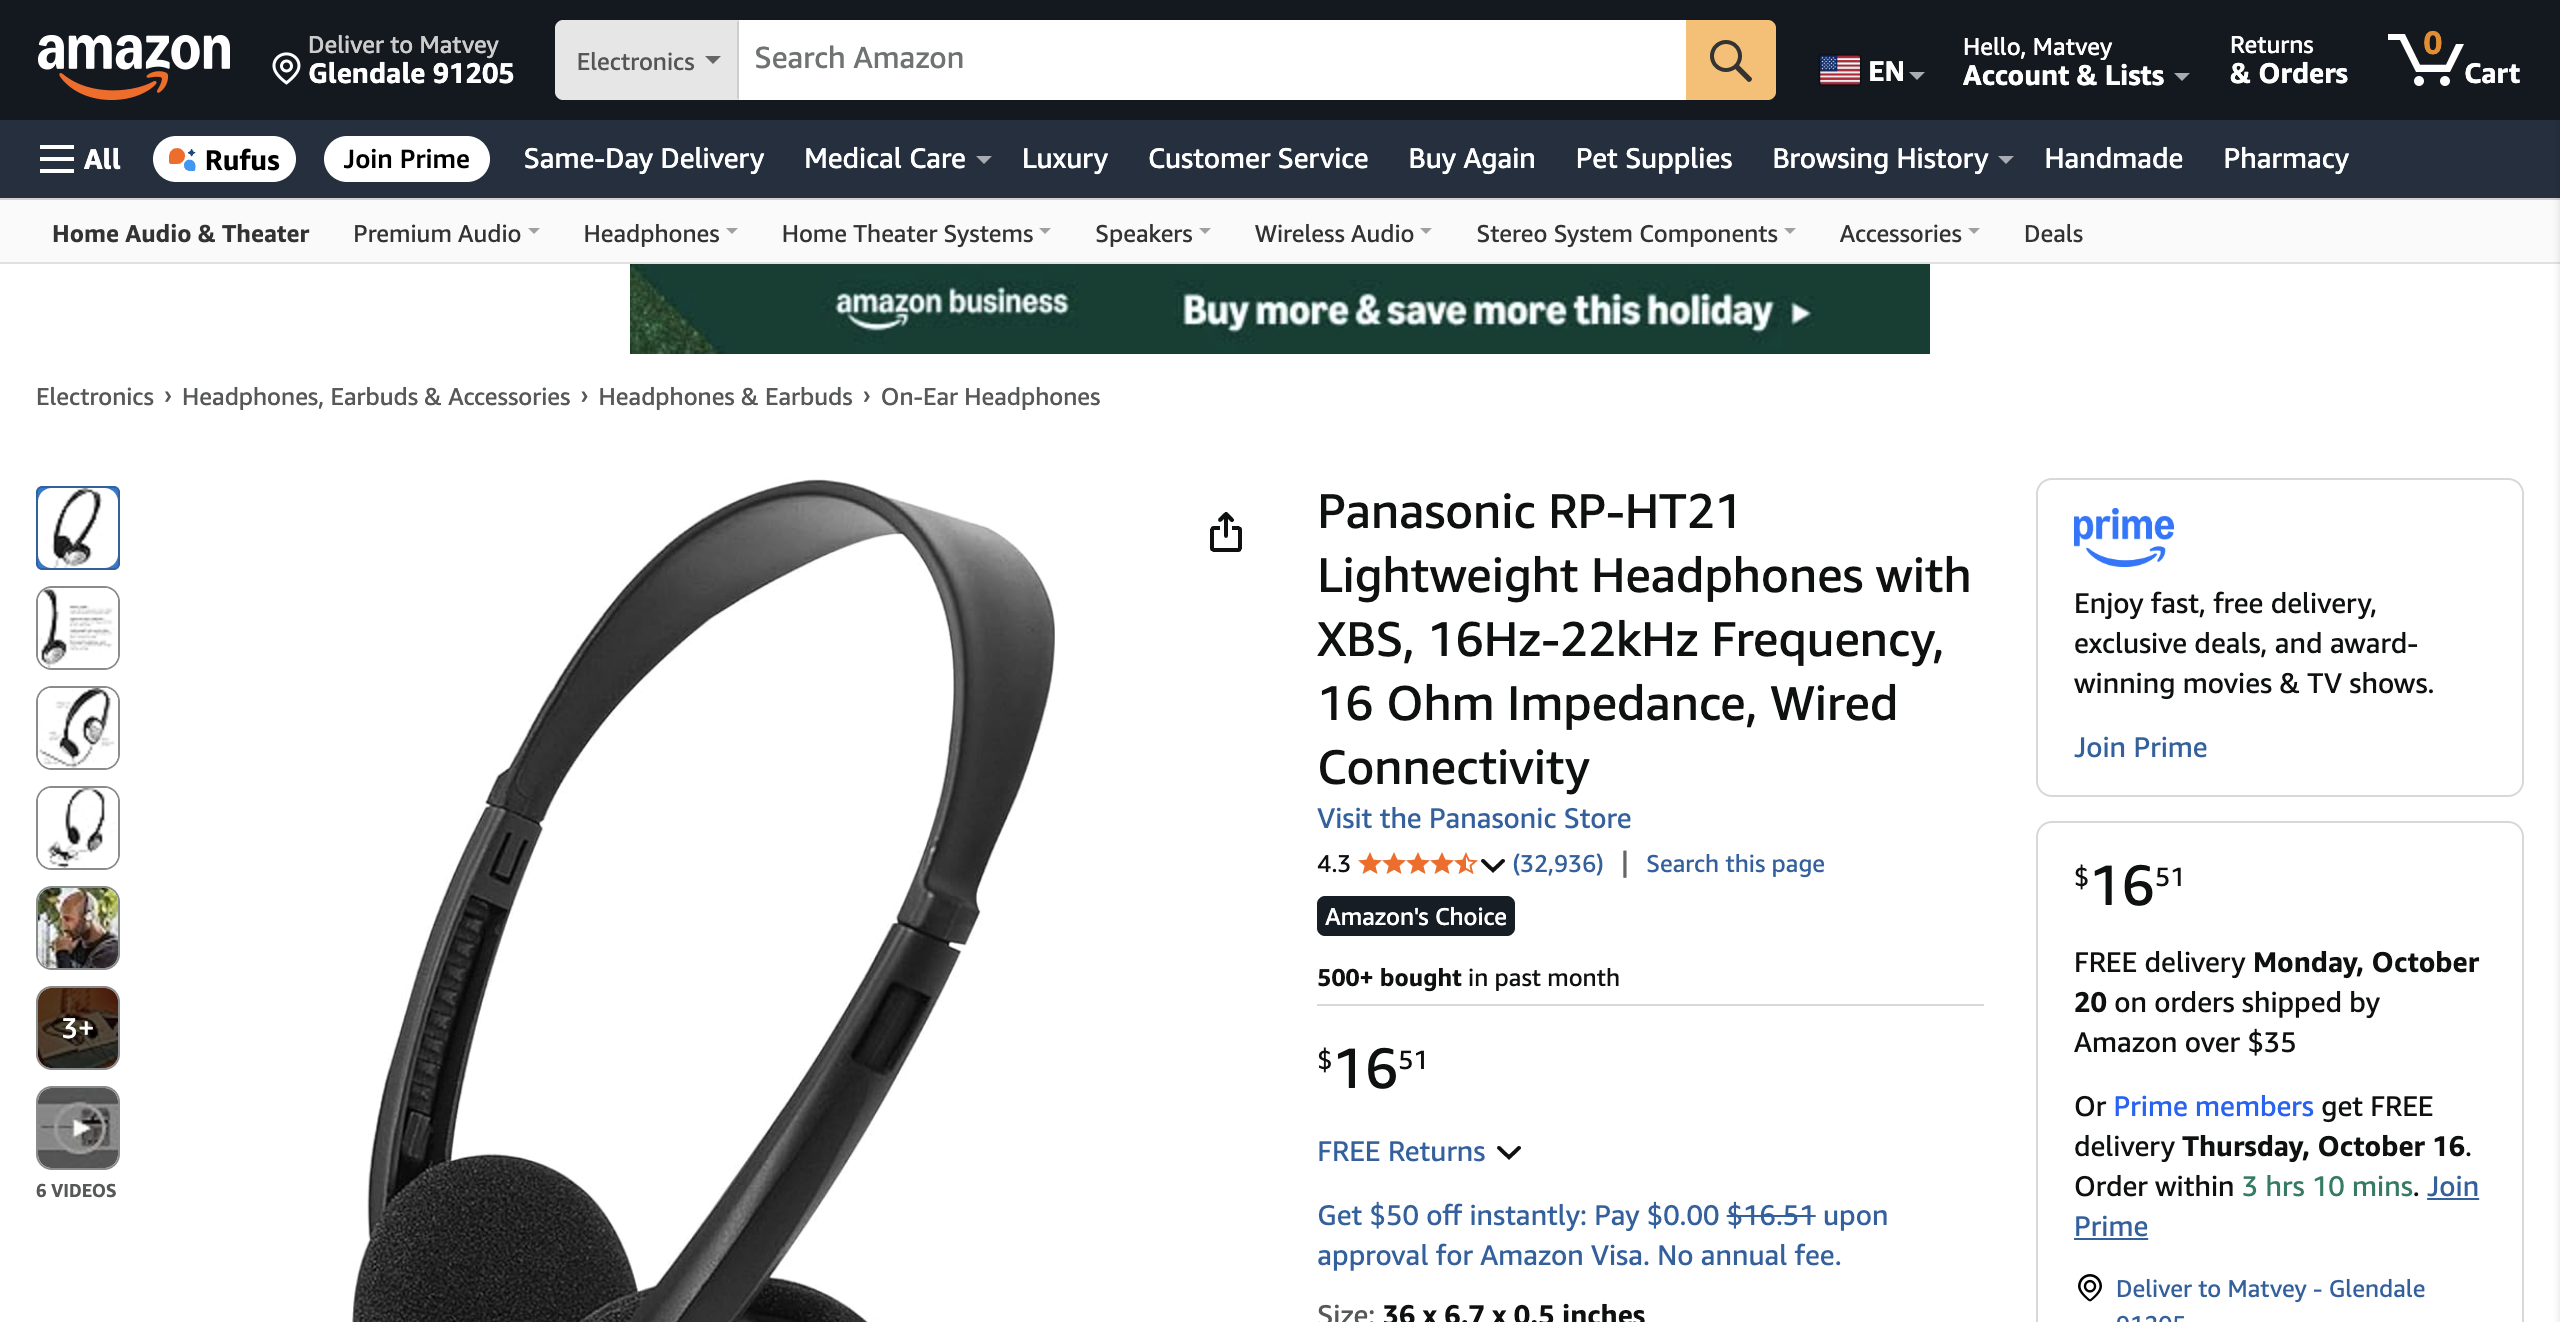 amazon
Deliver to Matvey
Glendale 91205
Electronics
Search Amazon
EN
Hello, Matvey
Account & Lists
Returns
& Orders
0
Cart
All
Rufus
Join Prime
Same-Day Delivery
Medical Care
Luxury
Customer Service
Buy Again
Pet Supplies
Browsing History
Handmade
Pharmacy
Home Audio & Theater
Premium Audio
Headphones
Home Theater Systems
Speakers
Wireless Audio
Stereo System Components
Accessories
Deals
amazon business
Buy more & save more this holiday
Electronics › Headphones, Earbuds & Accessories › Headphones & Earbuds › On-Ear Headphones
3+
6 VIDEOS
Panasonic RP-HT21
Lightweight Headphones with
XBS, 16Hz-22kHz Frequency,
16 Ohm Impedance, Wired
Connectivity
Visit the Panasonic Store
4.3 (32,936) | Search this page
Amazon's Choice
500+ bought in past month
$16 51
FREE Returns
Get $50 off instantly: Pay $0.00 $16.51 upon
approval for Amazon Visa. No annual fee.
Size: 36 x 6.7 x 0.5 inches
prime
Enjoy fast, free delivery,
exclusive deals, and award-
winning movies & TV shows.
Join Prime
$16 51
FREE delivery Monday, October
20 on orders shipped by
Amazon over $35
Or Prime members get FREE
delivery Thursday, October 16.
Order within 3 hrs 10 mins. Join
Prime
Deliver to Matvey - Glendale